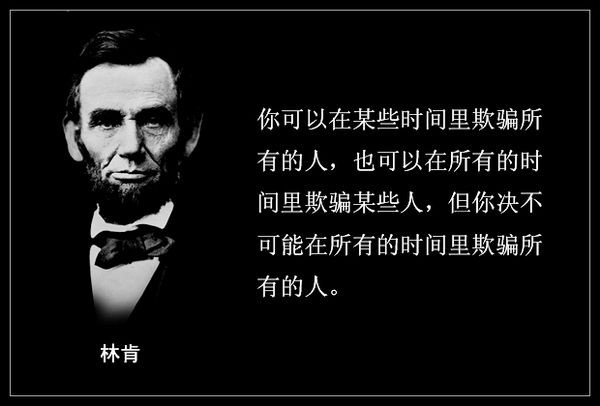 你可以在某些时间里欺骗所
有的人，也可以在所有的时
间里欺骗某些人，但你决不
可能在所有的时间里欺骗所
有的人。
林肯